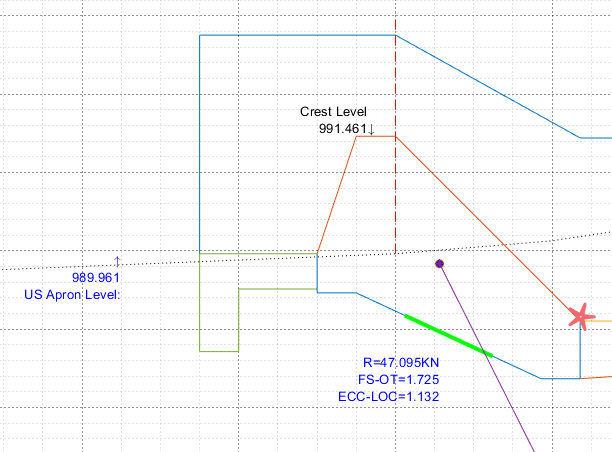 Crest Level
991.461↓
↑
989.961
US Apron Level:
R=47.095KN
FS-OT=1.725
ECC-LOC=1.132